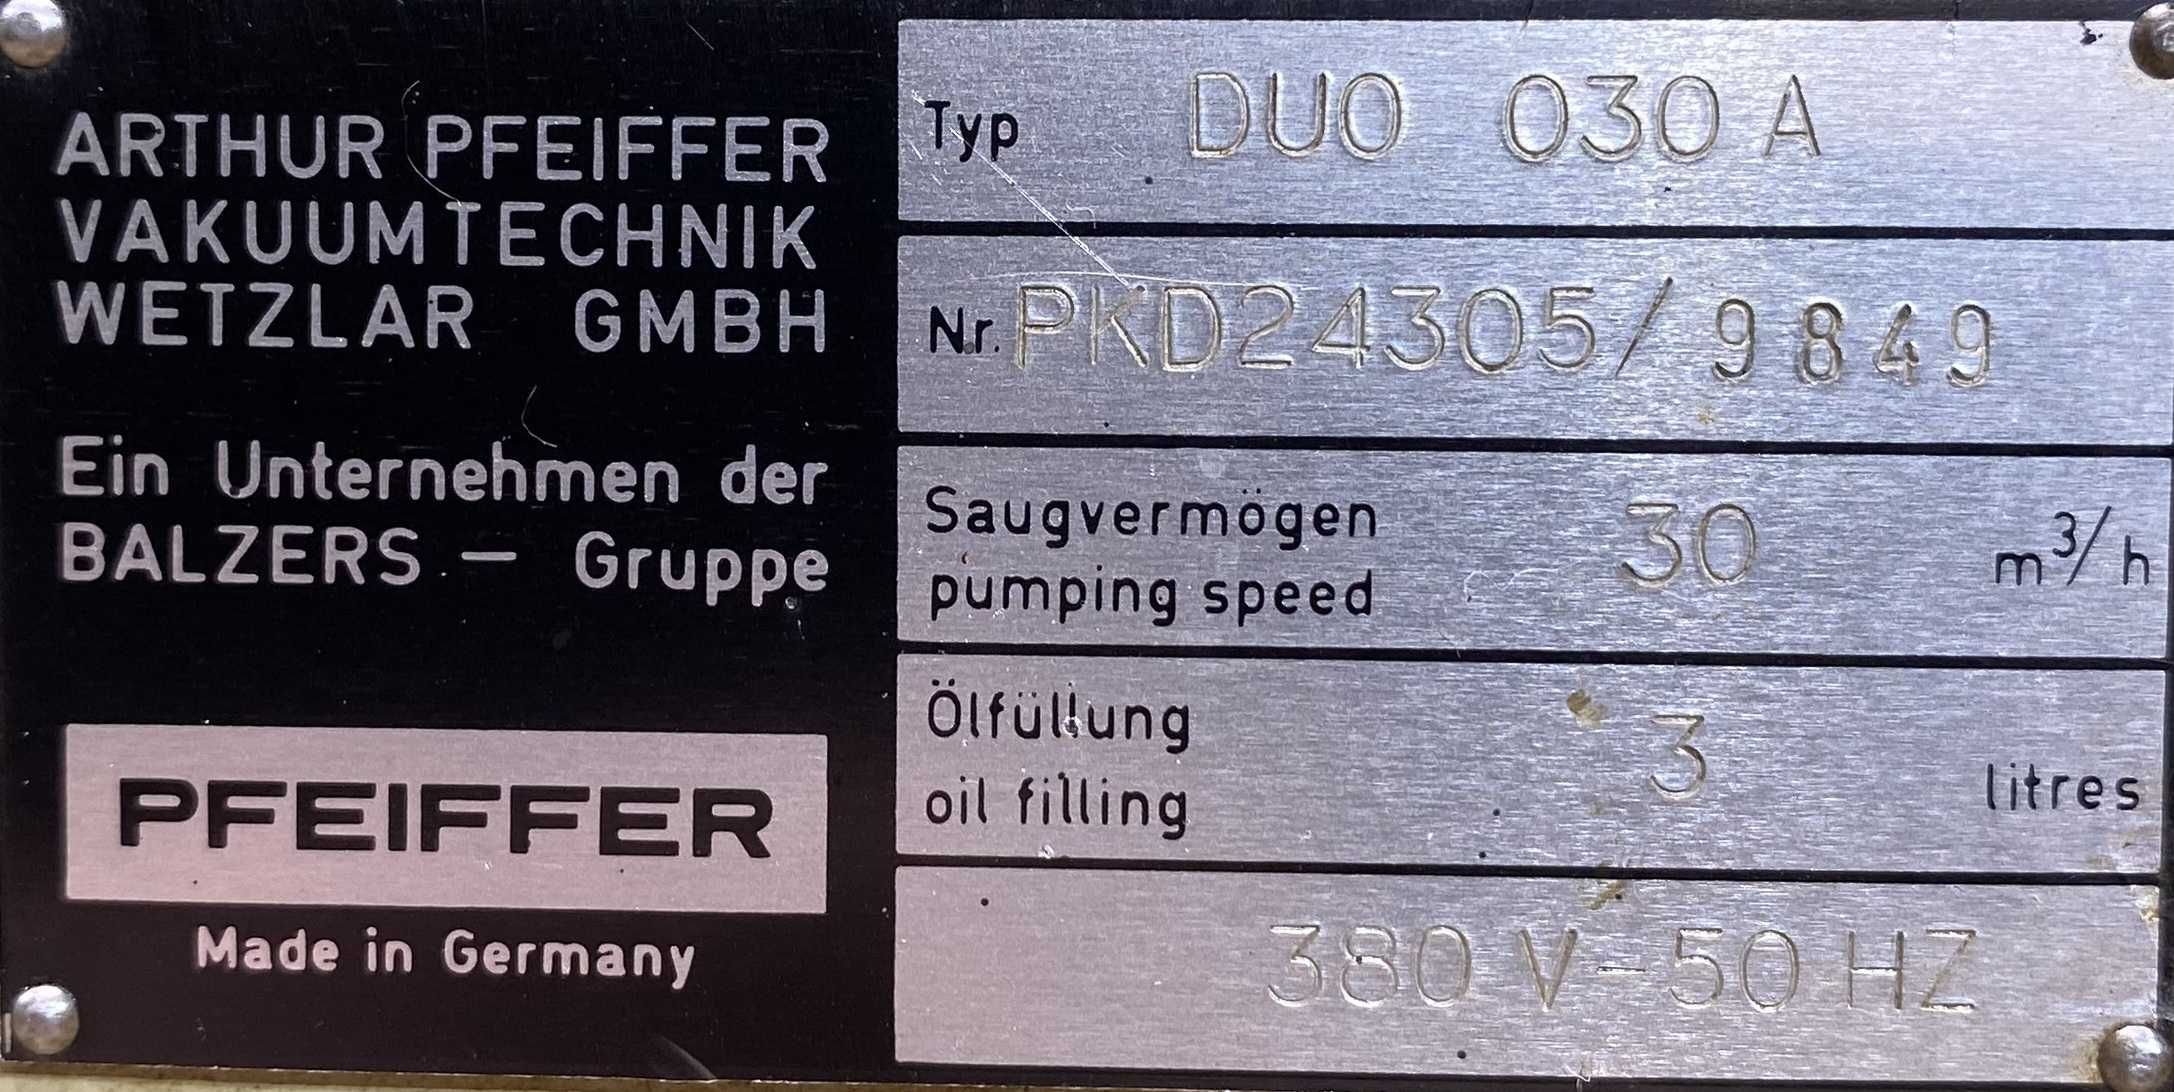 ARTHUR PFEIFFER
VAKUUMTECHNIK
WETZLAR GMBH
Ein Unternehmen der
BALZERS – Gruppe
PFEIFFER
Made in Germany
Typ DUO 030 A
Nr. PKD24305/9849
Saugvermögen
pumping speed 30 m³/h
Ölfüllung
oil filling 3 litres
380 V-50 HZ